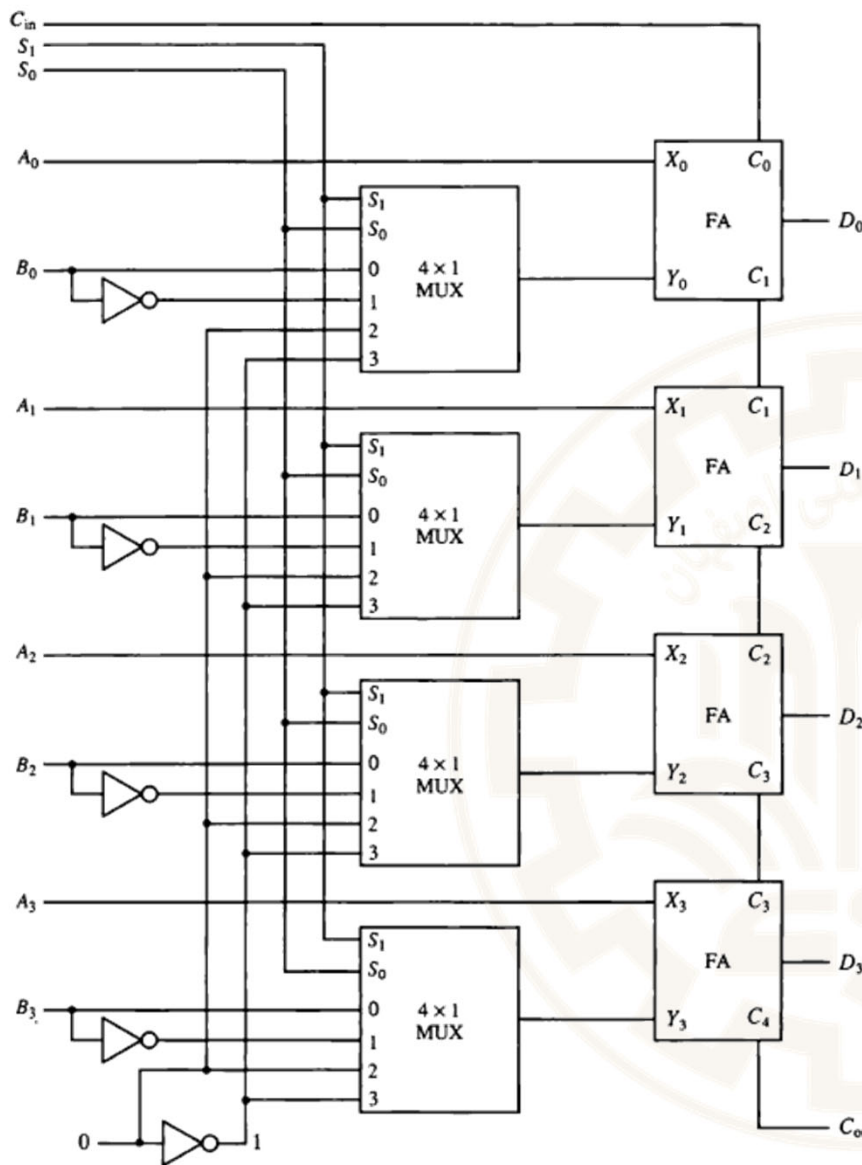 C_in
S_1
S_0
A_0 X_0 C_0
S_1
S_0 FA D_0
B_0 0 4 × 1
MUX Y_0 C_1
1
2
3
A_1 X_1 C_1
S_1
S_0 FA D_1
B_1 0 4 × 1
MUX Y_1 C_2
1
2
3
A_2 X_2 C_2
S_1
S_0 FA D_2
B_2 0 4 × 1
MUX Y_2 C_3
1
2
3
A_3 X_3 C_3
S_1
S_0 FA D_3
B_3 0 4 × 1
MUX Y_3 C_4
1
2
3
0 1